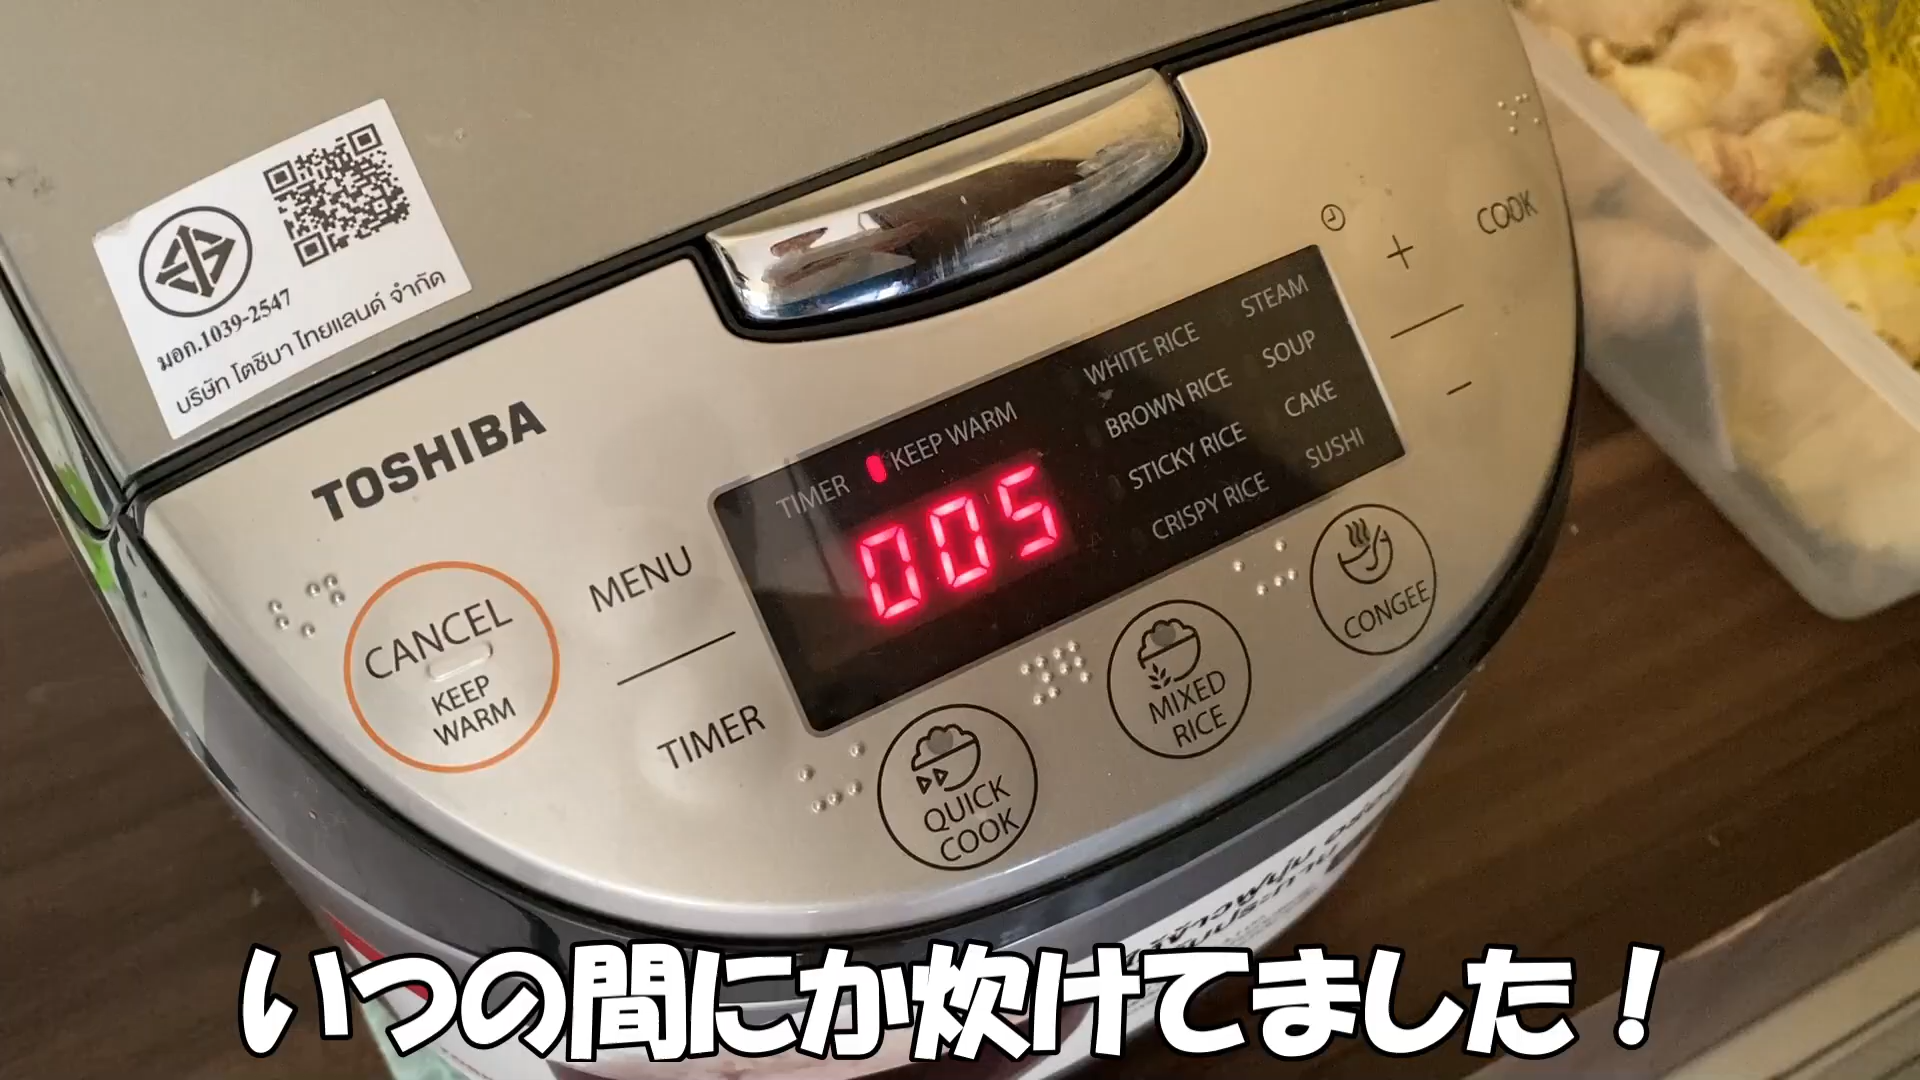 มอก.1039-2547
บริษัท โตชิบา ไทยแลนด์ จำกัด
TOSHIBA
CANCEL
KEEP
WARM
MENU
TIMER
TIMER
KEEP WARM
005
WHITE RICE
BROWN RICE
STICKY RICE
CRISPY RICE
STEAM
SOUP
CAKE
SUSHI
+
-
COOK
QUICK
COOK
MIXED
RICE
CONGEE
いつの間にか炊けてました！